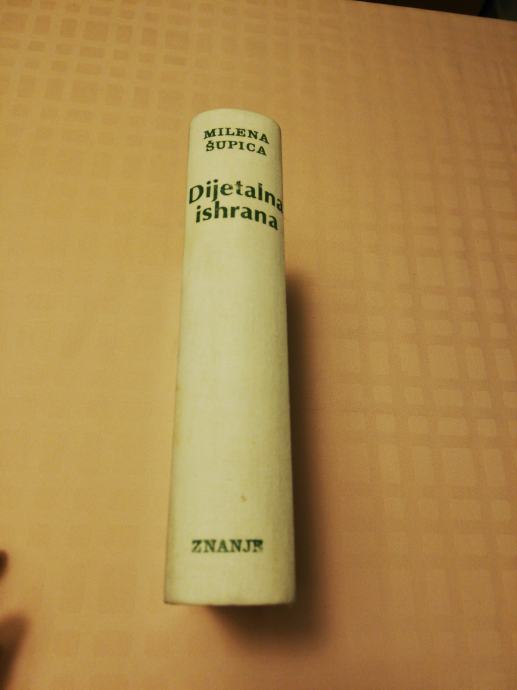 MILENA
ŠUPICA
Dijetalna
ishrana
ZNANJE